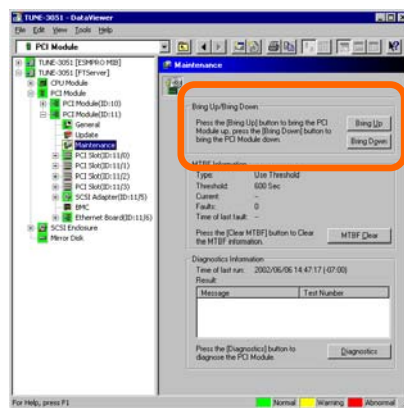 TUNE-3051 - DataViewer
File Edit View Tools Help
PCI Module
TUNE-3051 [ESMPRO MIB]
TUNE-3051 [FTServer]
CPU Module
PCI Module
PCI Module(ID:10)
PCI Module(ID:11)
General
Update
Maintenance
PCI Slot(ID:11/0)
PCI Slot(ID:11/1)
PCI Slot(ID:11/2)
PCI Slot(ID:11/3)
SCSI Adapter(ID:11/5)
BMC
Ethernet Board(ID:11/6)
SCSI Enclosure
Mirror Disk
Maintenance
Bring Up/Bring Down
Press the [Bring Up] button to bring the PCI
Module up, press the [Bring Down] button to
bring the PCI Module down.
Bring Up
Bring Down
MTBF Information
Type: Use Threshold
Threshold: 600 Sec
Current: --
Faults: 0
Time of last fault: --
Press the [Clear MTBF] button to Clear
the MTBF information.
MTBF Clear
Diagnostics Information
Time of last run: 2002/06/06 14:47:17 (-07:00)
Result:
Message Test Number
Press the [Diagnostics] button to
diagnose the PCI Module.
Diagnostics
For Help, press F1
Normal Warning Abnormal